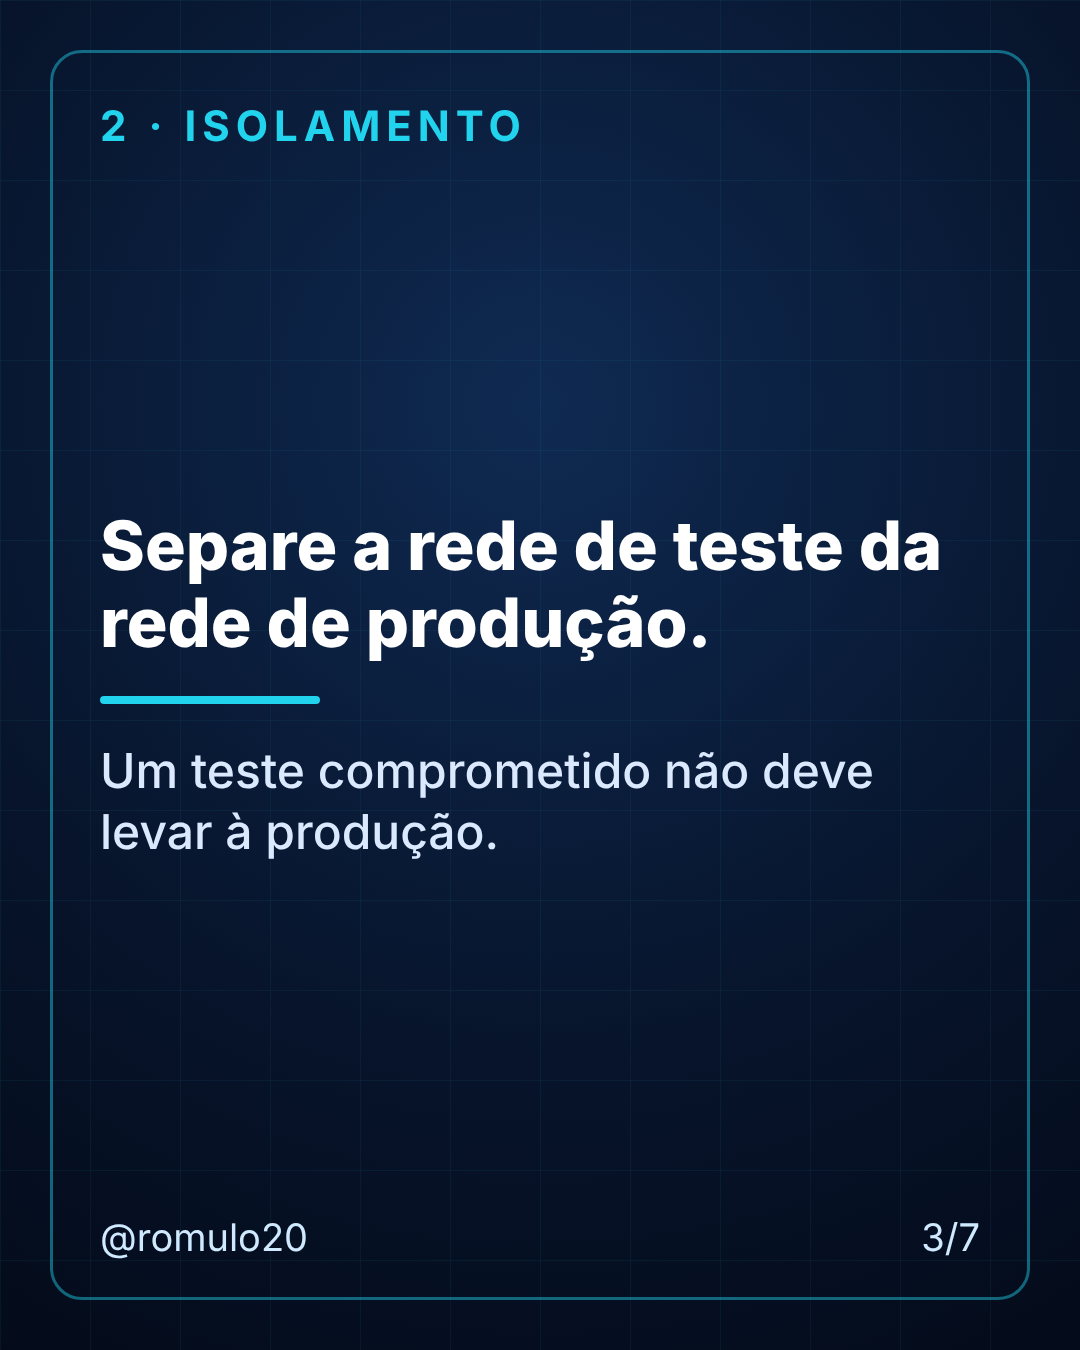 2 · ISOLAMENTO
Separe a rede de teste da
rede de produção.
Um teste comprometido não deve
levar à produção.
@romulo20
3/7